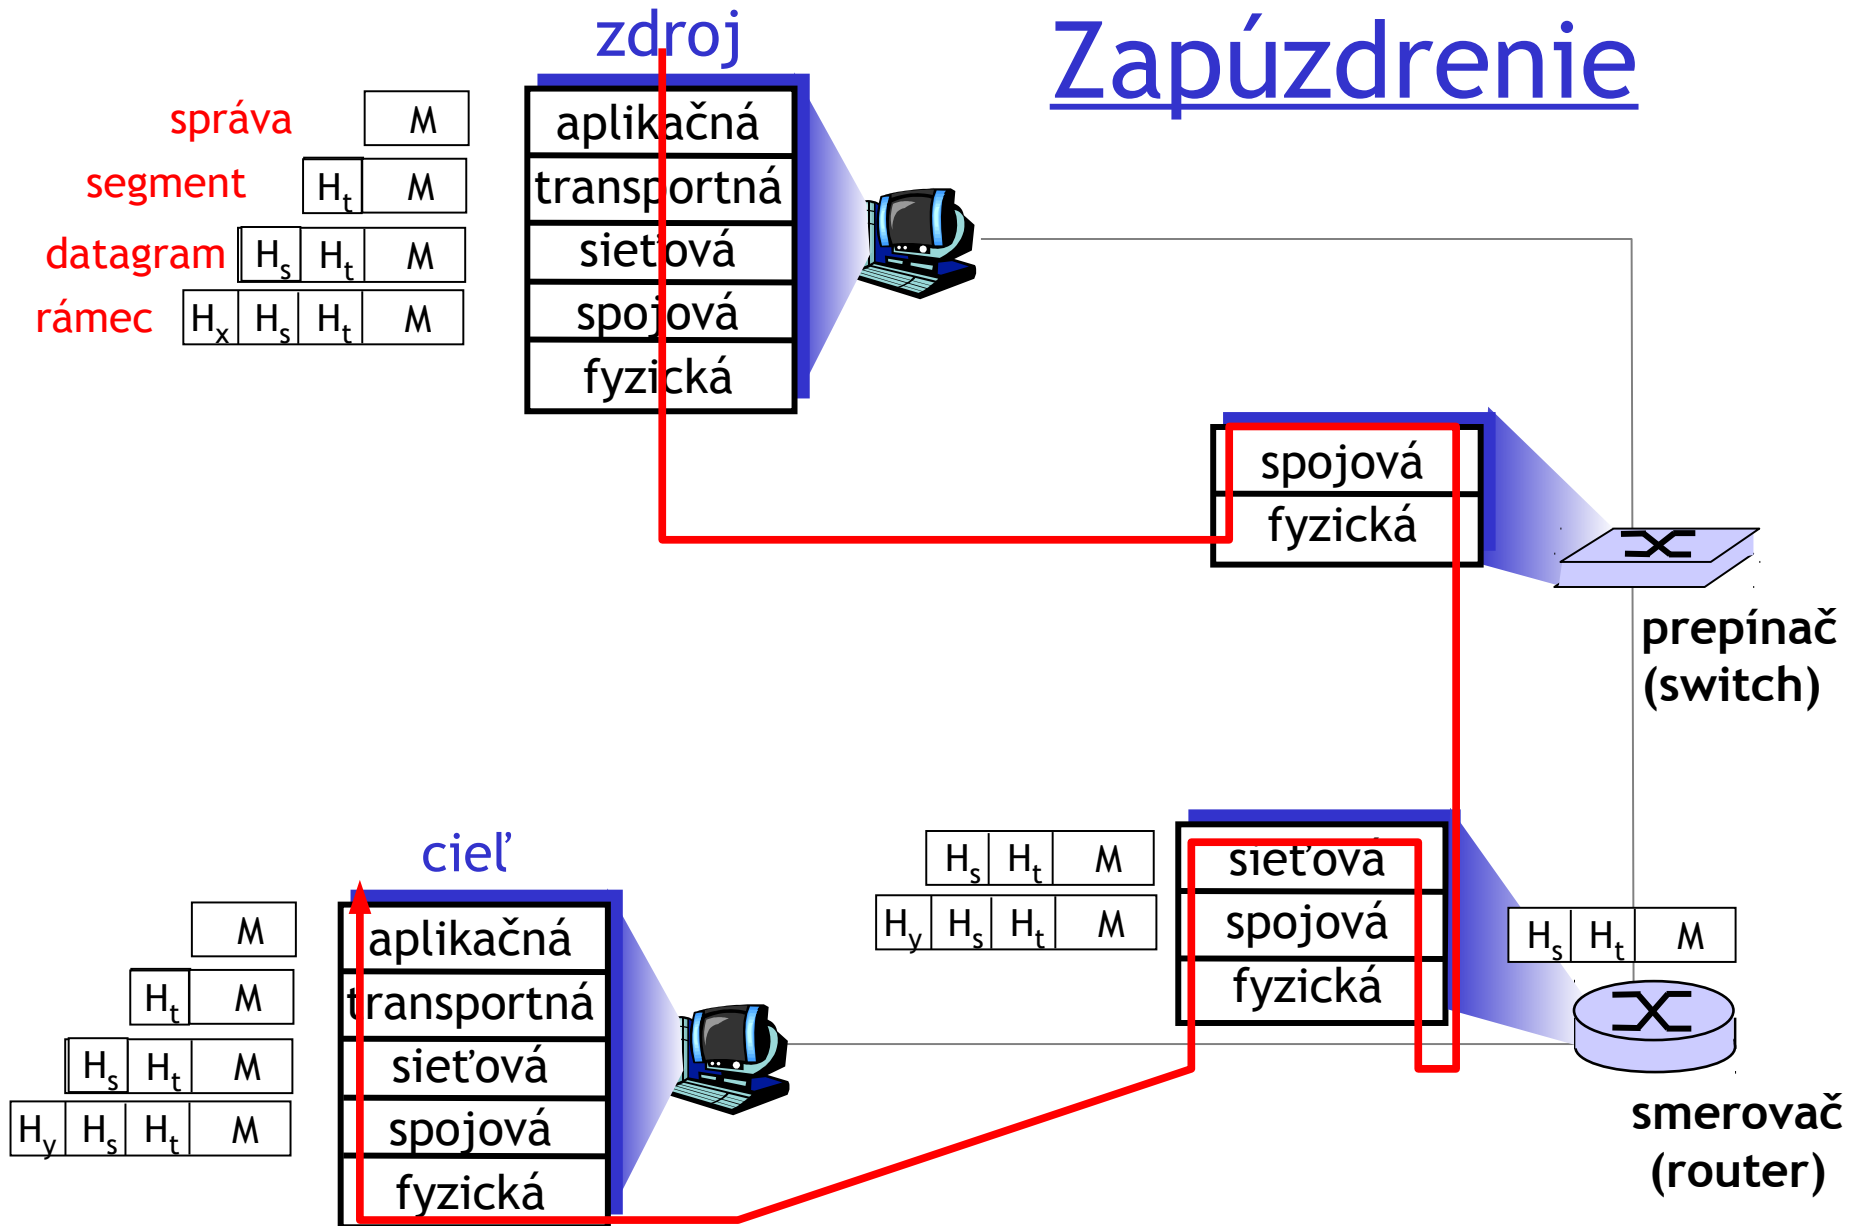 zdroj
Zapúzdrenie
správa M
aplikačná
segment Ht M
transportná
datagram Hs Ht M
sieťová
rámec Hx Hs Ht M
spojová
fyzická
spojová
fyzická
prepínač
(switch)
cieľ
Hs Ht M
sieťová
Hy Hs Ht M
spojová
fyzická
Hs Ht M
M
aplikačná
Ht M
transportná
Hs Ht M
sieťová
Hy Hs Ht M
spojová
fyzická
smerovač
(router)